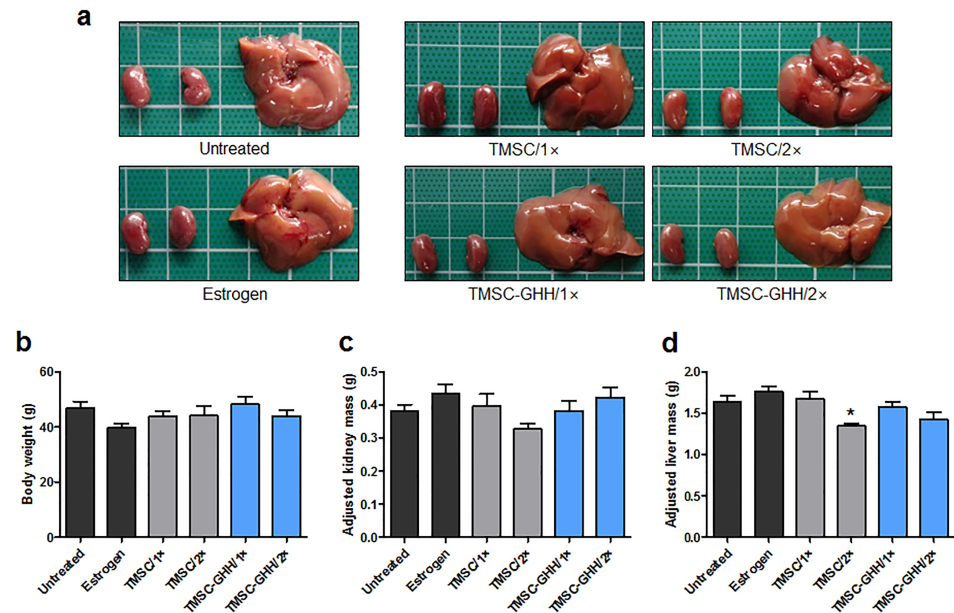 a
Untreated
TMSC/1×
TMSC/2×
Estrogen
TMSC-GHH/1×
TMSC-GHH/2×
b
Body weight (g)
60
40
20
0
Untreated
Estrogen
TMSC/1×
TMSC/2×
TMSC-GHH/1×
TMSC-GHH/2×
c
Adjusted kidney mass (g)
0.5
0.4
0.3
0.2
0.1
0.0
Untreated
Estrogen
TMSC/1×
TMSC/2×
TMSC-GHH/1×
TMSC-GHH/2×
d
Adjusted liver mass (g)
2.0
1.5
1.0
0.5
0.0
*
Untreated
Estrogen
TMSC/1×
TMSC/2×
TMSC-GHH/1×
TMSC-GHH/2×